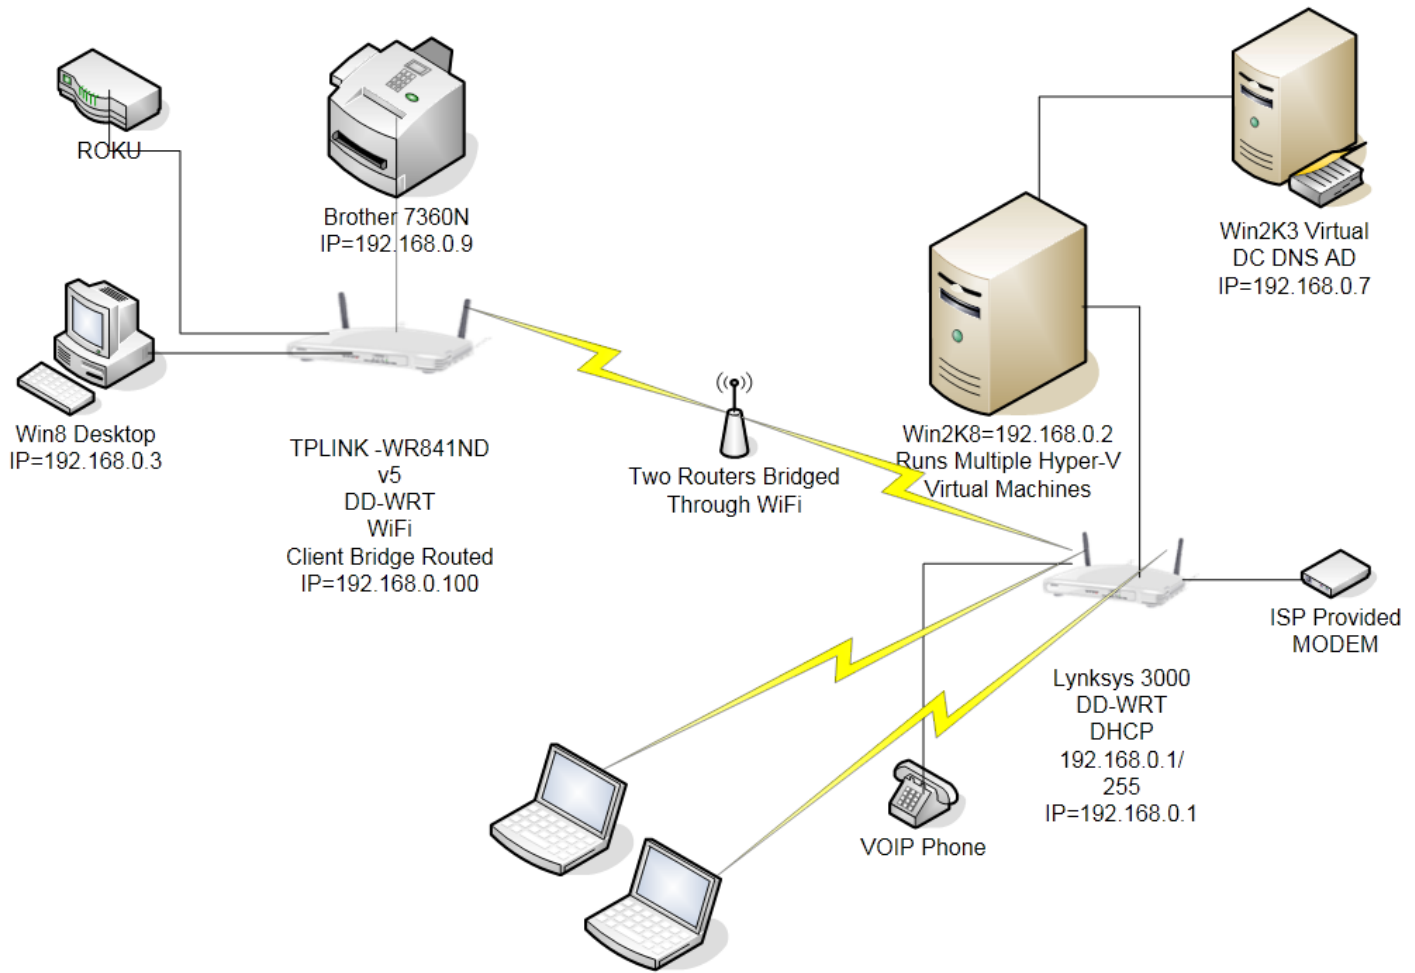 ROKU
Brother 7360N
IP=192.168.0.9
Win2K3 Virtual
DC DNS AD
IP=192.168.0.7
Win8 Desktop
IP=192.168.0.3
TPLINK -WR841ND
v5
DD-WRT
WiFi
Client Bridge Routed
IP=192.168.0.100
Two Routers Bridged
Through WiFi
Win2K8=192.168.0.2
Runs Multiple Hyper-V
Virtual Machines
ISP Provided
MODEM
Lynksys 3000
DD-WRT
DHCP
192.168.0.1/
255
IP=192.168.0.1
VOIP Phone